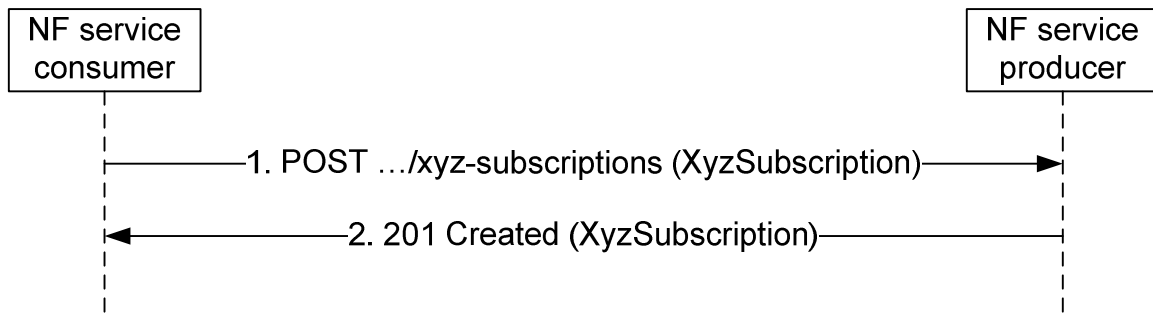 NF service
consumer
NF service
producer
1. POST …/xyz-subscriptions (XyzSubscription)
2. 201 Created (XyzSubscription)